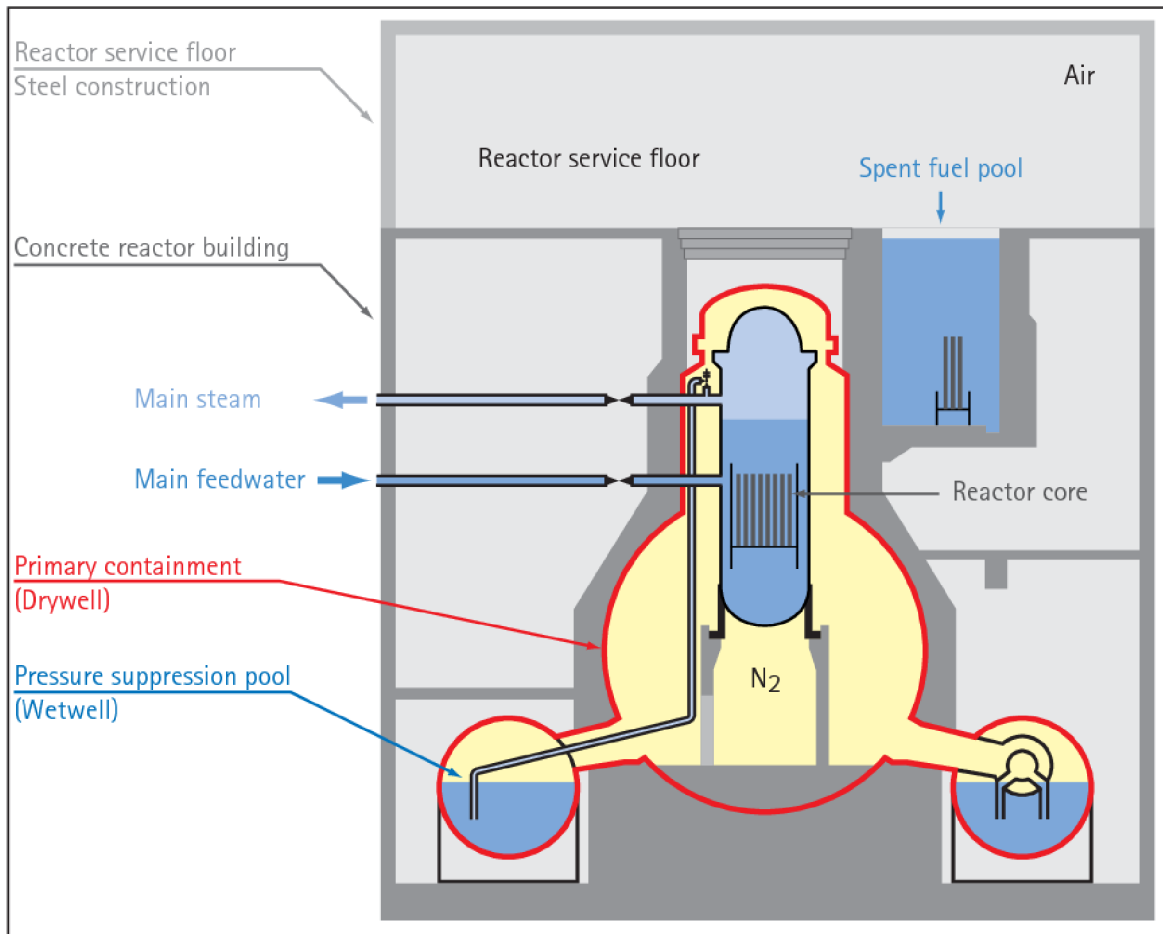 Reactor service floor
Steel construction
Air
Reactor service floor
Spent fuel pool
Concrete reactor building
Main steam
Main feedwater
Reactor core
Primary containment
(Drywell)
Pressure suppression pool
(Wetwell)
N2